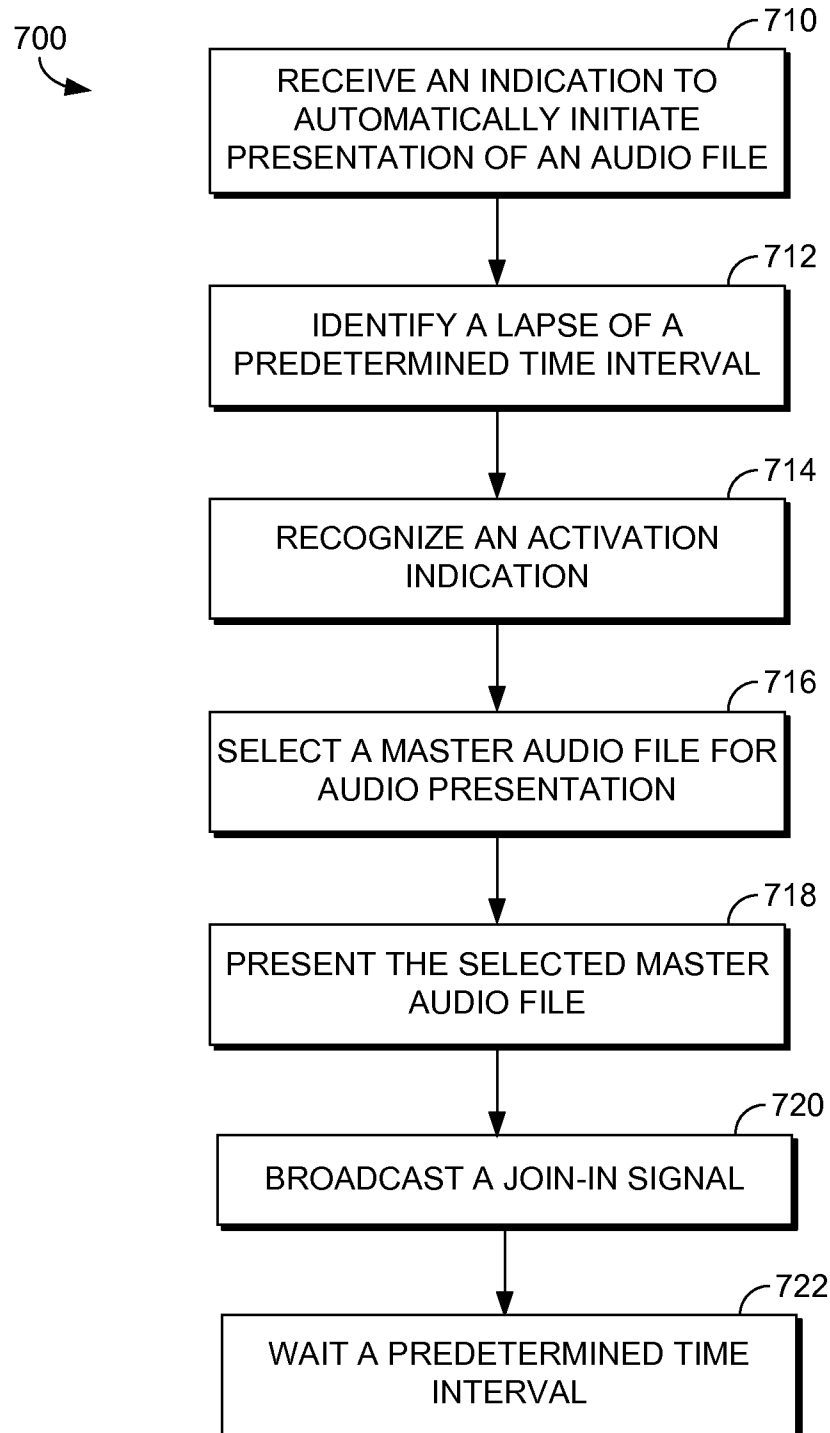 700
710
RECEIVE AN INDICATION TO
AUTOMATICALLY INITIATE
PRESENTATION OF AN AUDIO FILE
712
IDENTIFY A LAPSE OF A
PREDETERMINED TIME INTERVAL
714
RECOGNIZE AN ACTIVATION
INDICATION
716
SELECT A MASTER AUDIO FILE FOR
AUDIO PRESENTATION
718
PRESENT THE SELECTED MASTER
AUDIO FILE
720
BROADCAST A JOIN-IN SIGNAL
722
WAIT A PREDETERMINED TIME
INTERVAL